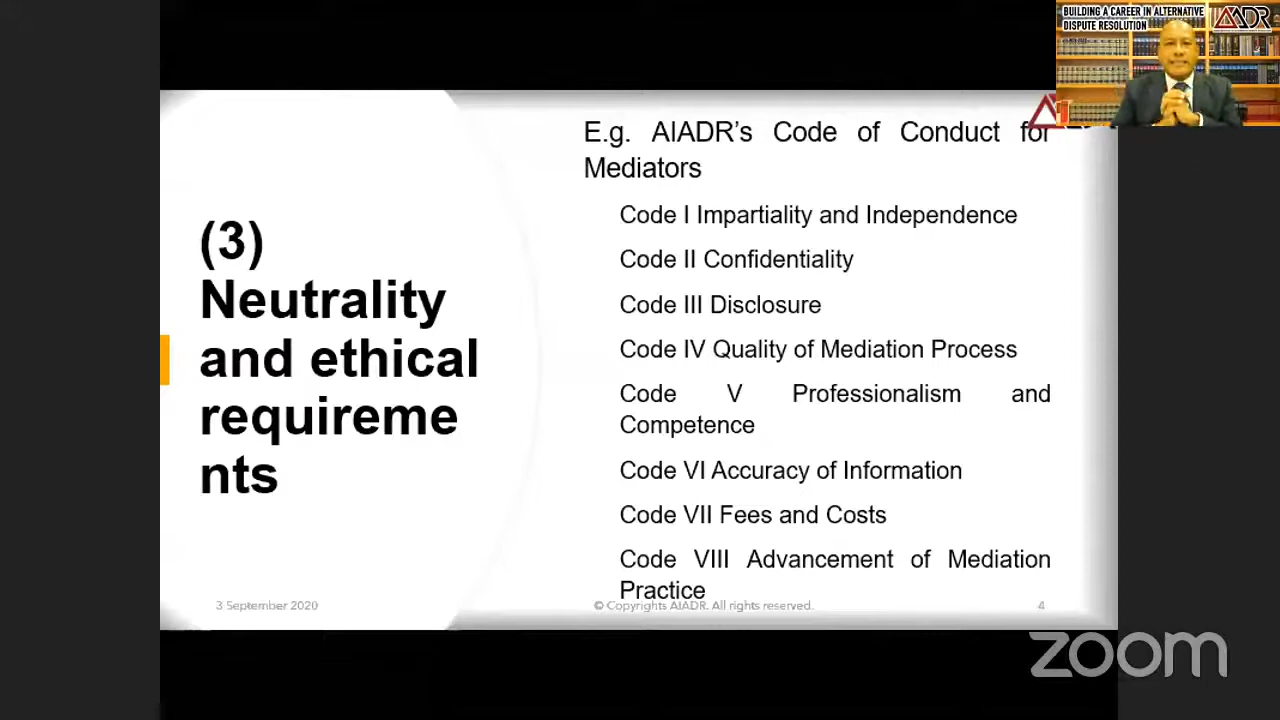 BUILDING A CAREER IN ALTERNATIVE
DISPUTE RESOLUTION
(3)
Neutrality
and ethical
requireme
nts
E.g. AIADR’s Code of Conduct for
Mediators
Code I Impartiality and Independence
Code II Confidentiality
Code III Disclosure
Code IV Quality of Mediation Process
Code V Professionalism and
Competence
Code VI Accuracy of Information
Code VII Fees and Costs
Code VIII Advancement of Mediation
Practice
3 September 2020
© Copyrights AIADR. All rights reserved.
4
zoom